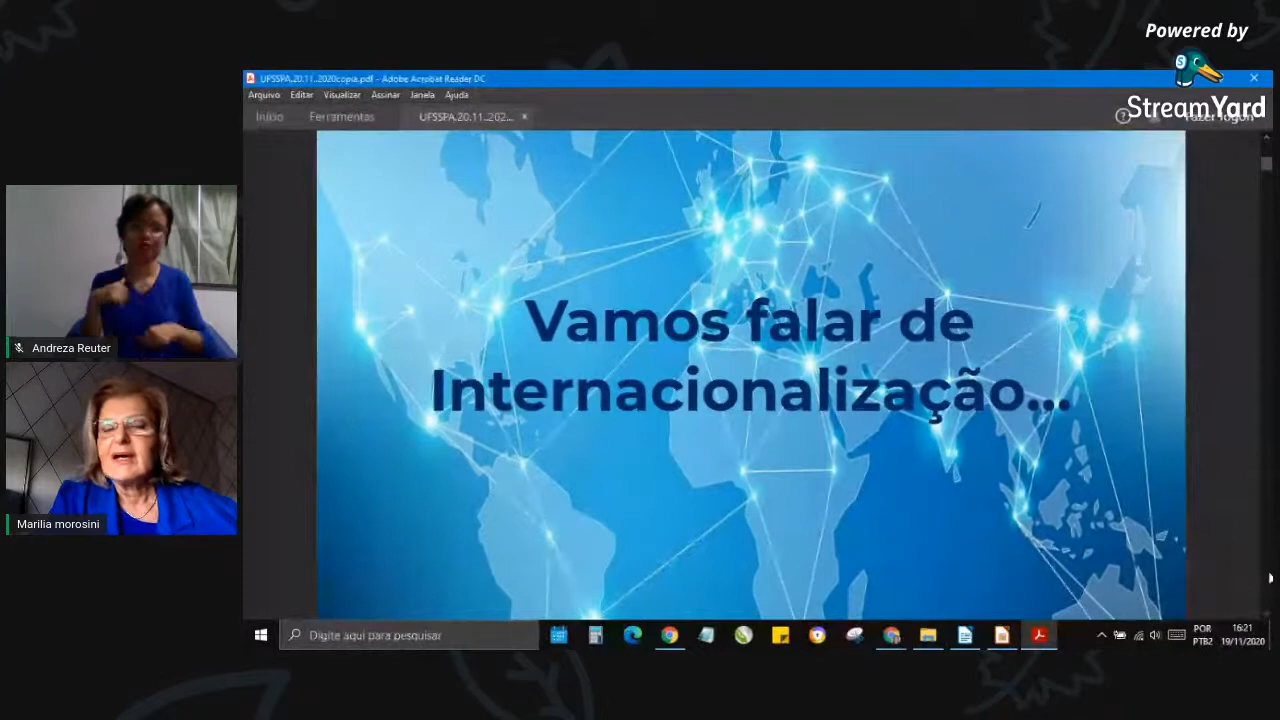 Powered by
StreamYard
UFSSPA.20.11..2020copia.pdf - Adobe Acrobat Reader DC
Arquivo Editar Visualizar Assinar Janela Ajuda
Início Ferramentas UFSSPA.20.11..202...
Fazer logon
Vamos falar de
Internacionalização...
Andreza Reuter
Marilia morosini
Digite aqui para pesquisar
POR 16:21
PTB2 19/11/2020